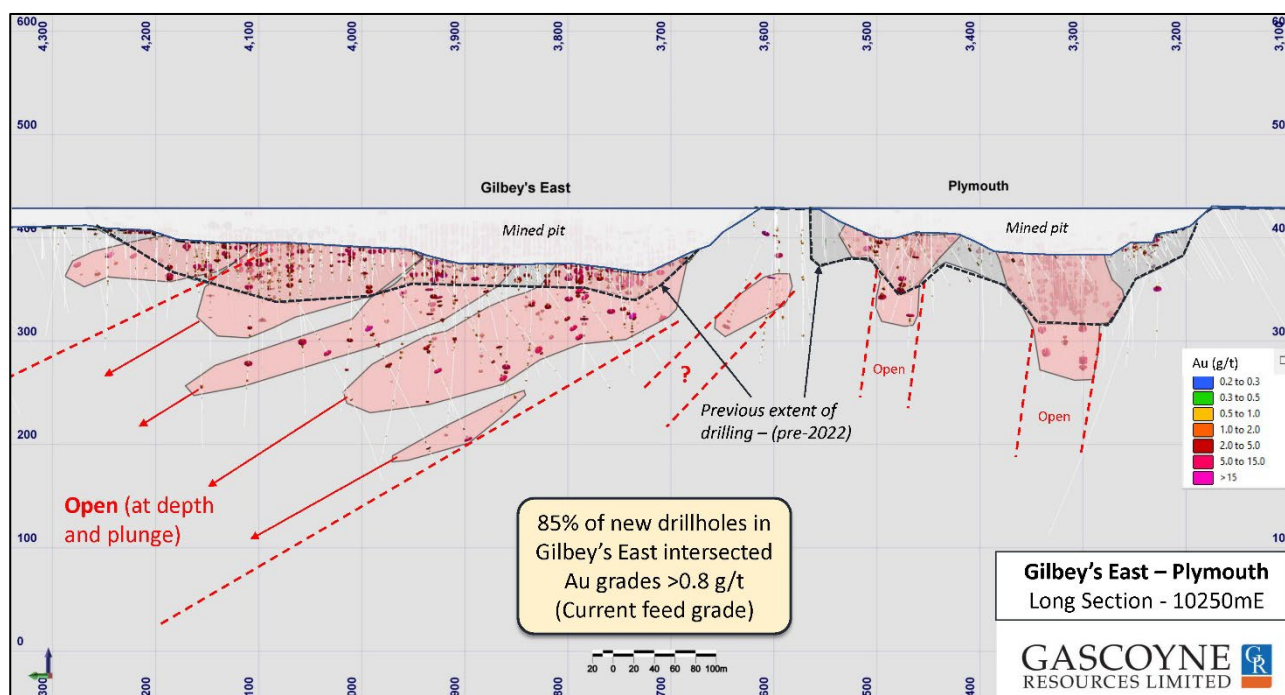 600
500
400
300
200
100
0
4,300
4,200
4,100
4,000
3,900
3,800
3,700
3,600
3,500
3,400
3,300
3,200
3,100
Gilbey's East
Plymouth
Mined pit
Mined pit
?
Open
Open
Previous extent of
drilling – (pre-2022)
Open (at depth
and plunge)
85% of new drillholes in
Gilbey's East intersected
Au grades >0.8 g/t
(Current feed grade)
Au (g/t)
0.2 to 0.3
0.3 to 0.5
0.5 to 1.0
1.0 to 2.0
2.0 to 5.0
5.0 to 15.0
>15
Gilbey's East – Plymouth
Long Section - 10250mE
20 0 20 40 60 80 100m
GASCOYNE
RESOURCES LIMITED